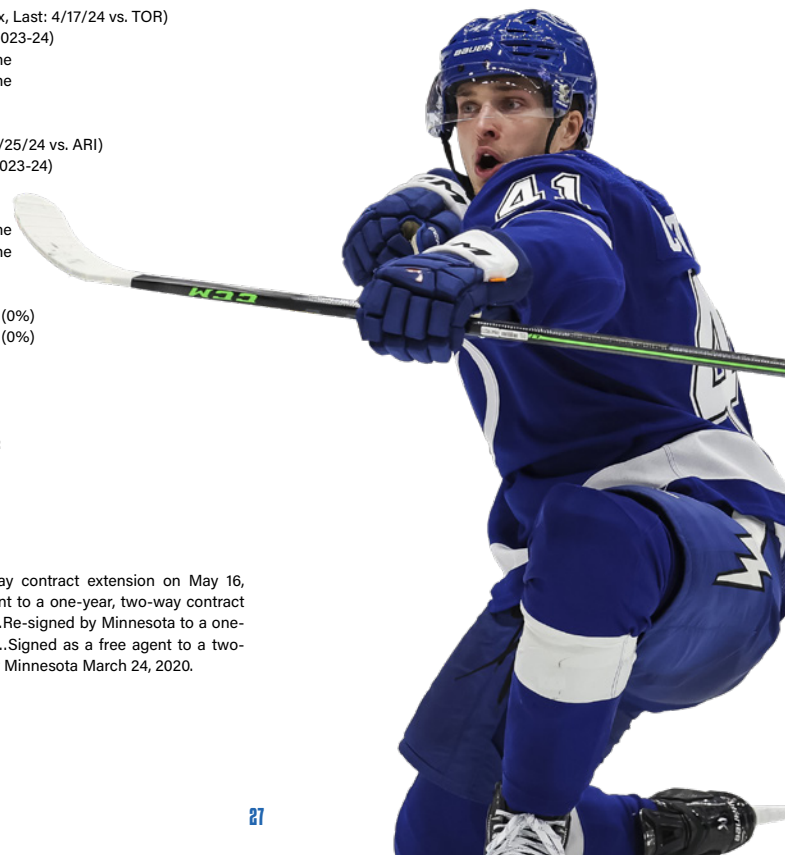 x, Last: 4/17/24 vs. TOR)
023-24)
ne
ne
/25/24 vs. ARI)
023-24)
ne
ne
(0%)
(0%)
ay contract extension on May 16,
nt to a one-year, two-way contract
.Re-signed by Minnesota to a one-
..Signed as a free agent to a two-
Minnesota March 24, 2020.
27
BAUER
41
CCM
4